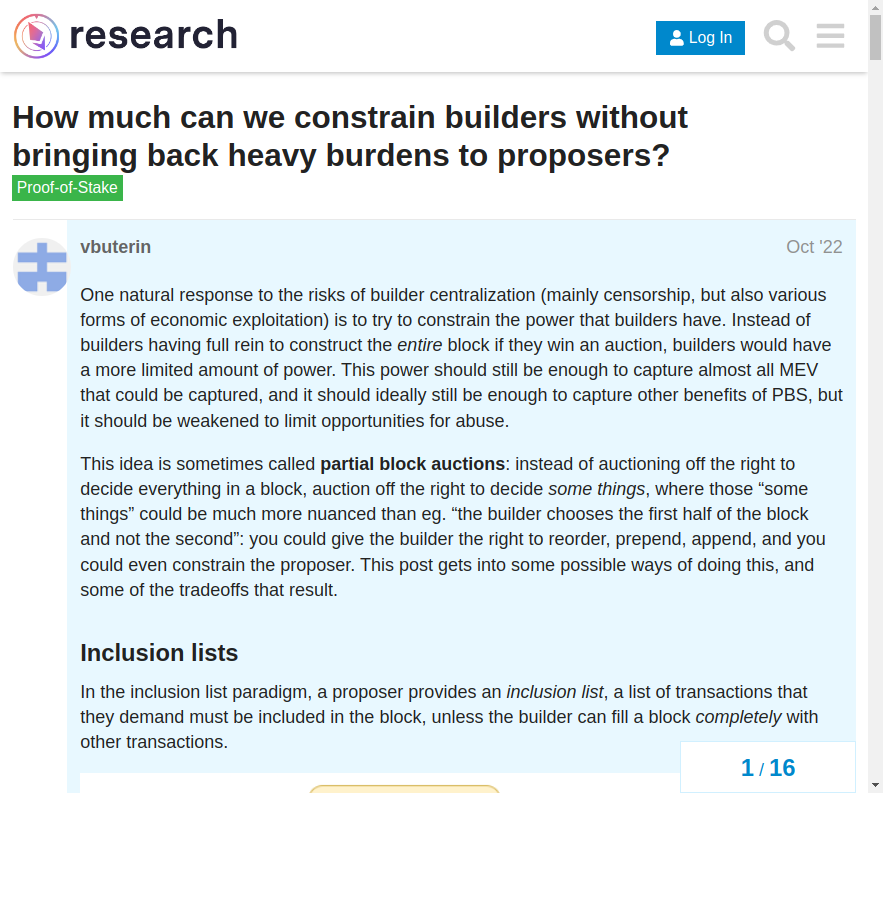 research
Log In
How much can we constrain builders without
bringing back heavy burdens to proposers?
Proof-of-Stake
vbuterin
Oct '22
One natural response to the risks of builder centralization (mainly censorship, but also various
forms of economic exploitation) is to try to constrain the power that builders have. Instead of
builders having full rein to construct the entire block if they win an auction, builders would have
a more limited amount of power. This power should still be enough to capture almost all MEV
that could be captured, and it should ideally still be enough to capture other benefits of PBS, but
it should be weakened to limit opportunities for abuse.
This idea is sometimes called partial block auctions: instead of auctioning off the right to
decide everything in a block, auction off the right to decide some things, where those “some
things” could be much more nuanced than eg. “the builder chooses the first half of the block
and not the second”: you could give the builder the right to reorder, prepend, append, and you
could even constrain the proposer. This post gets into some possible ways of doing this, and
some of the tradeoffs that result.
Inclusion lists
In the inclusion list paradigm, a proposer provides an inclusion list, a list of transactions that
they demand must be included in the block, unless the builder can fill a block completely with
other transactions.
1 / 16